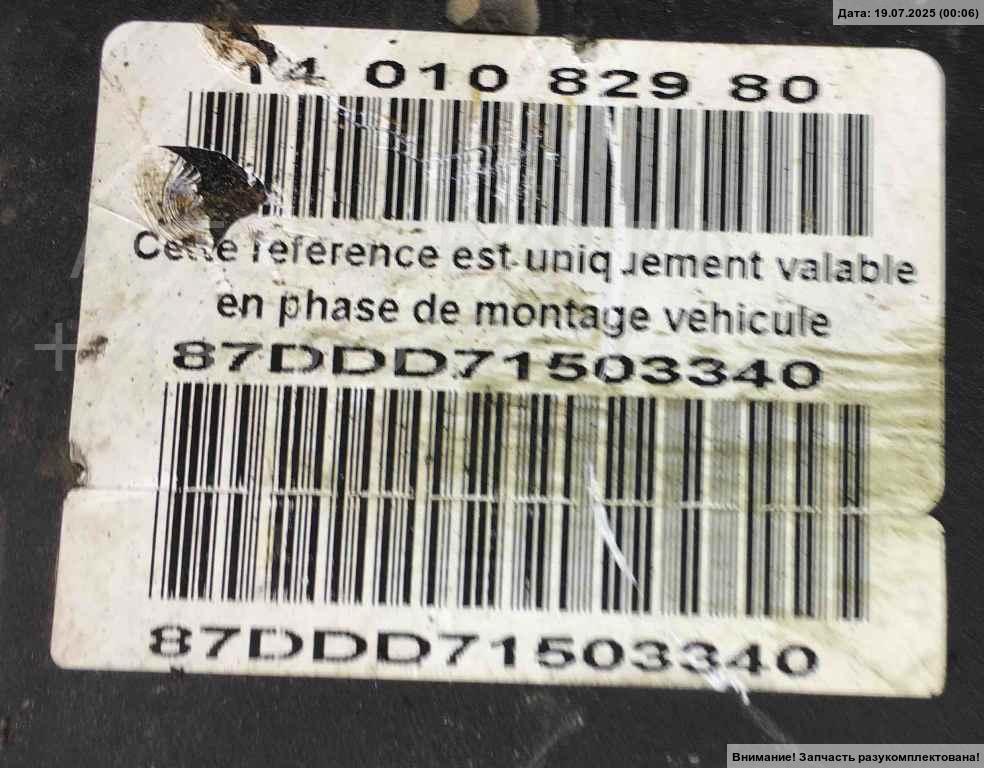 Дата: 19.07.2025 (00:06)
14 010 829 80
Cette reference est uniquement valable
en phase de montage vehicule
87DDD71503340
87DDD71503340
Внимание! Запчасть разукомплектована!